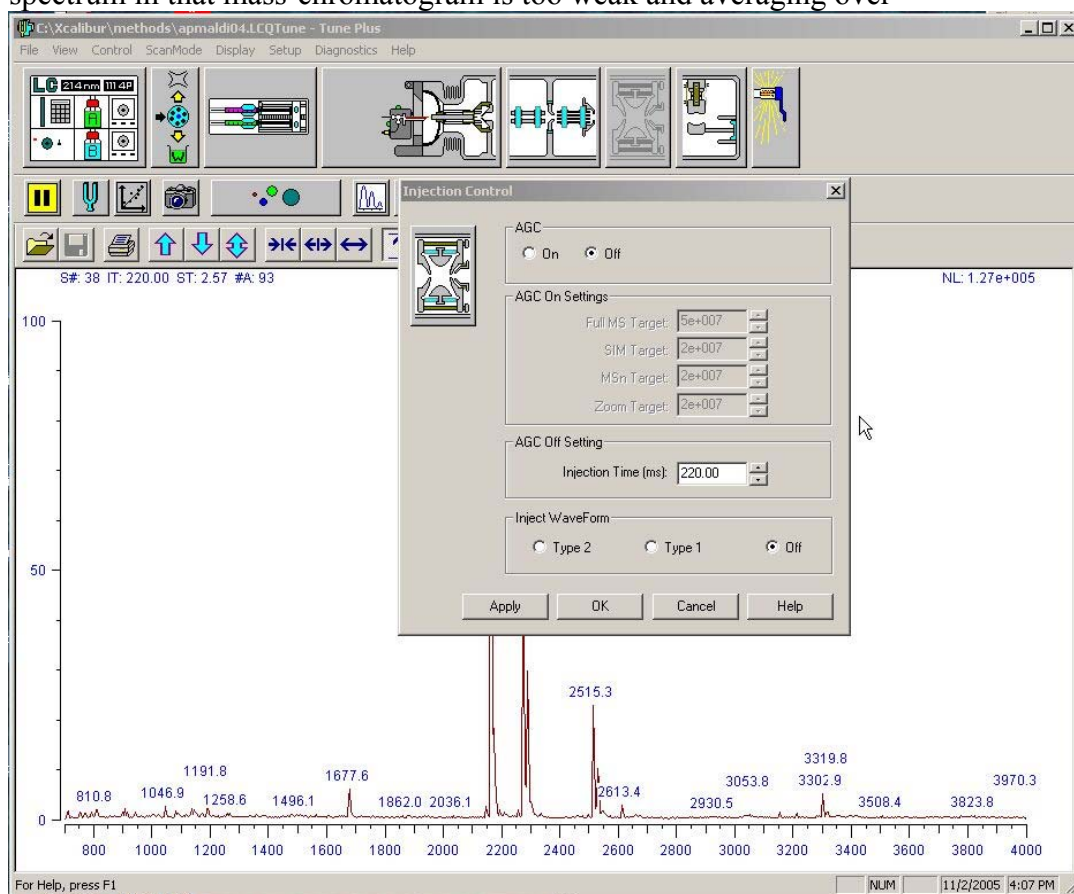 spectrum in that mass-chromatogram is too weak and averaging over
C:\Xcalibur\methods\apmaldi04.LCQTune - Tune Plus
File View Control ScanMode Display Setup Diagnostics Help
LC 214nm 1114P
A
B
Injection Control
AGC
On Off
AGC On Settings
Full MS Target: 5e+007
SIM Target: 2e+007
MSn Target: 2e+007
Zoom Target: 2e+007
AGC Off Setting
Injection Time (ms): 220.00
Inject WaveForm
Type 2 Type 1 Off
Apply OK Cancel Help
S#: 38 IT: 220.00 ST: 2.57 #A: 93 NL: 1.27e+005
100
50
0
810.8 1046.9 1191.8 1258.6 1496.1 1677.6 1862.0 2036.1 2515.3 2613.4 2930.5 3053.8 3302.9 3319.8 3508.4 3823.8 3970.3
800 1000 1200 1400 1600 1800 2000 2200 2400 2600 2800 3000 3200 3400 3600 3800 4000
For Help, press F1 NUM 11/2/2005 4:07 PM